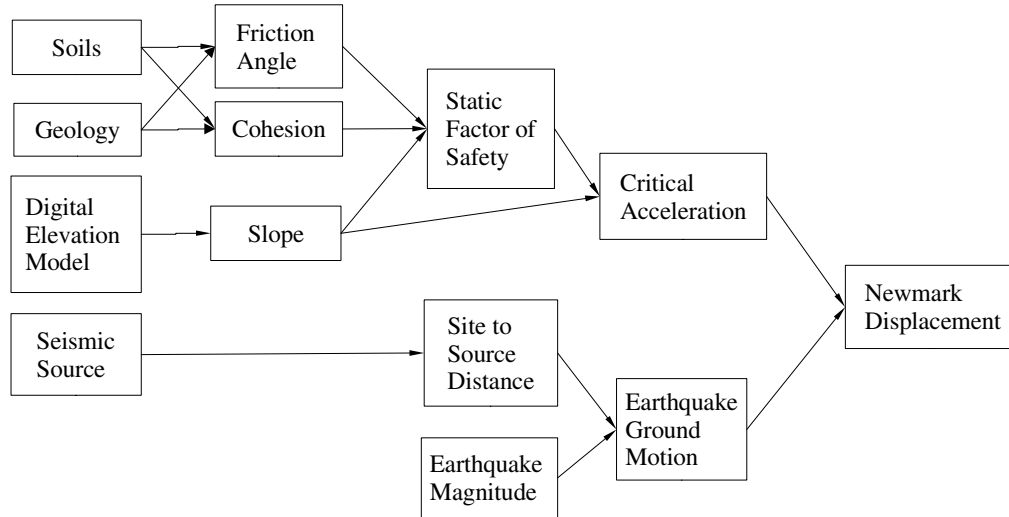 Soils
Friction
Angle
Geology
Cohesion
Static
Factor of
Safety
Digital
Elevation
Model
Slope
Critical
Acceleration
Newmark
Displacement
Seismic
Source
Site to
Source
Distance
Earthquake
Ground
Motion
Earthquake
Magnitude